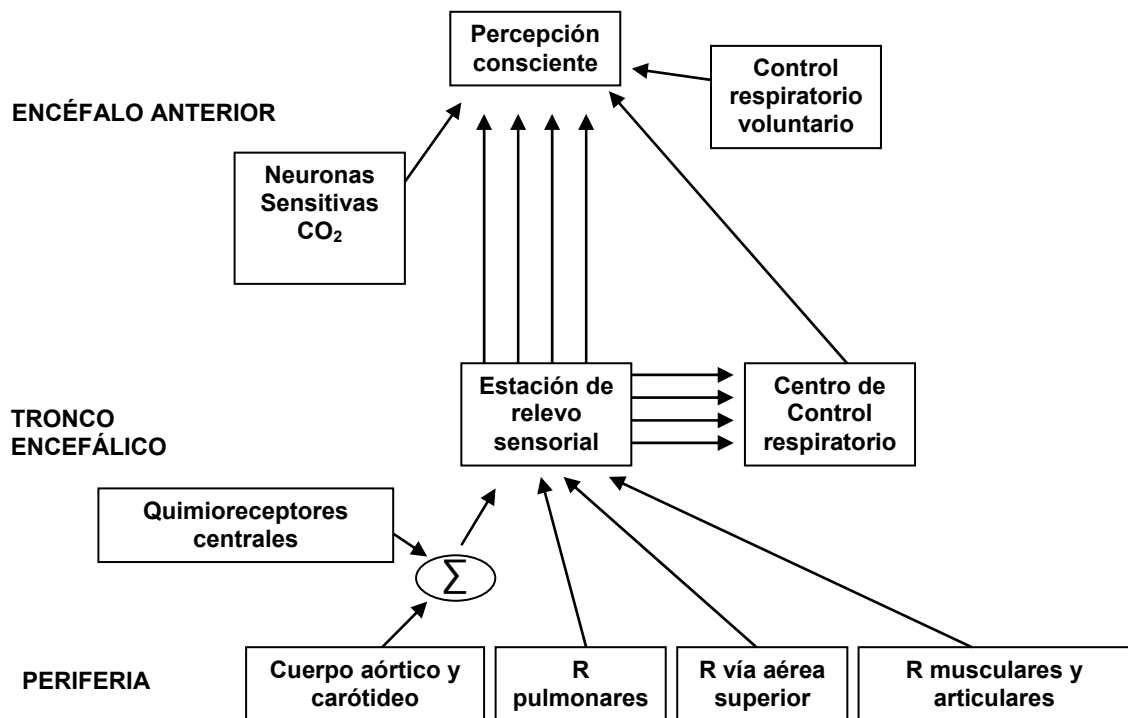 Percepción
consciente
Control
respiratorio
voluntario
ENCÉFALO ANTERIOR
Neuronas
Sensitivas
CO₂
Estación de
relevo
sensorial
Centro de
Control
respiratorio
TRONCO
ENCEFÁLICO
Quimioreceptores
centrales
Σ
PERIFERIA
Cuerpo aórtico y
carótideo
R
pulmonares
R vía aérea
superior
R musculares y
articulares